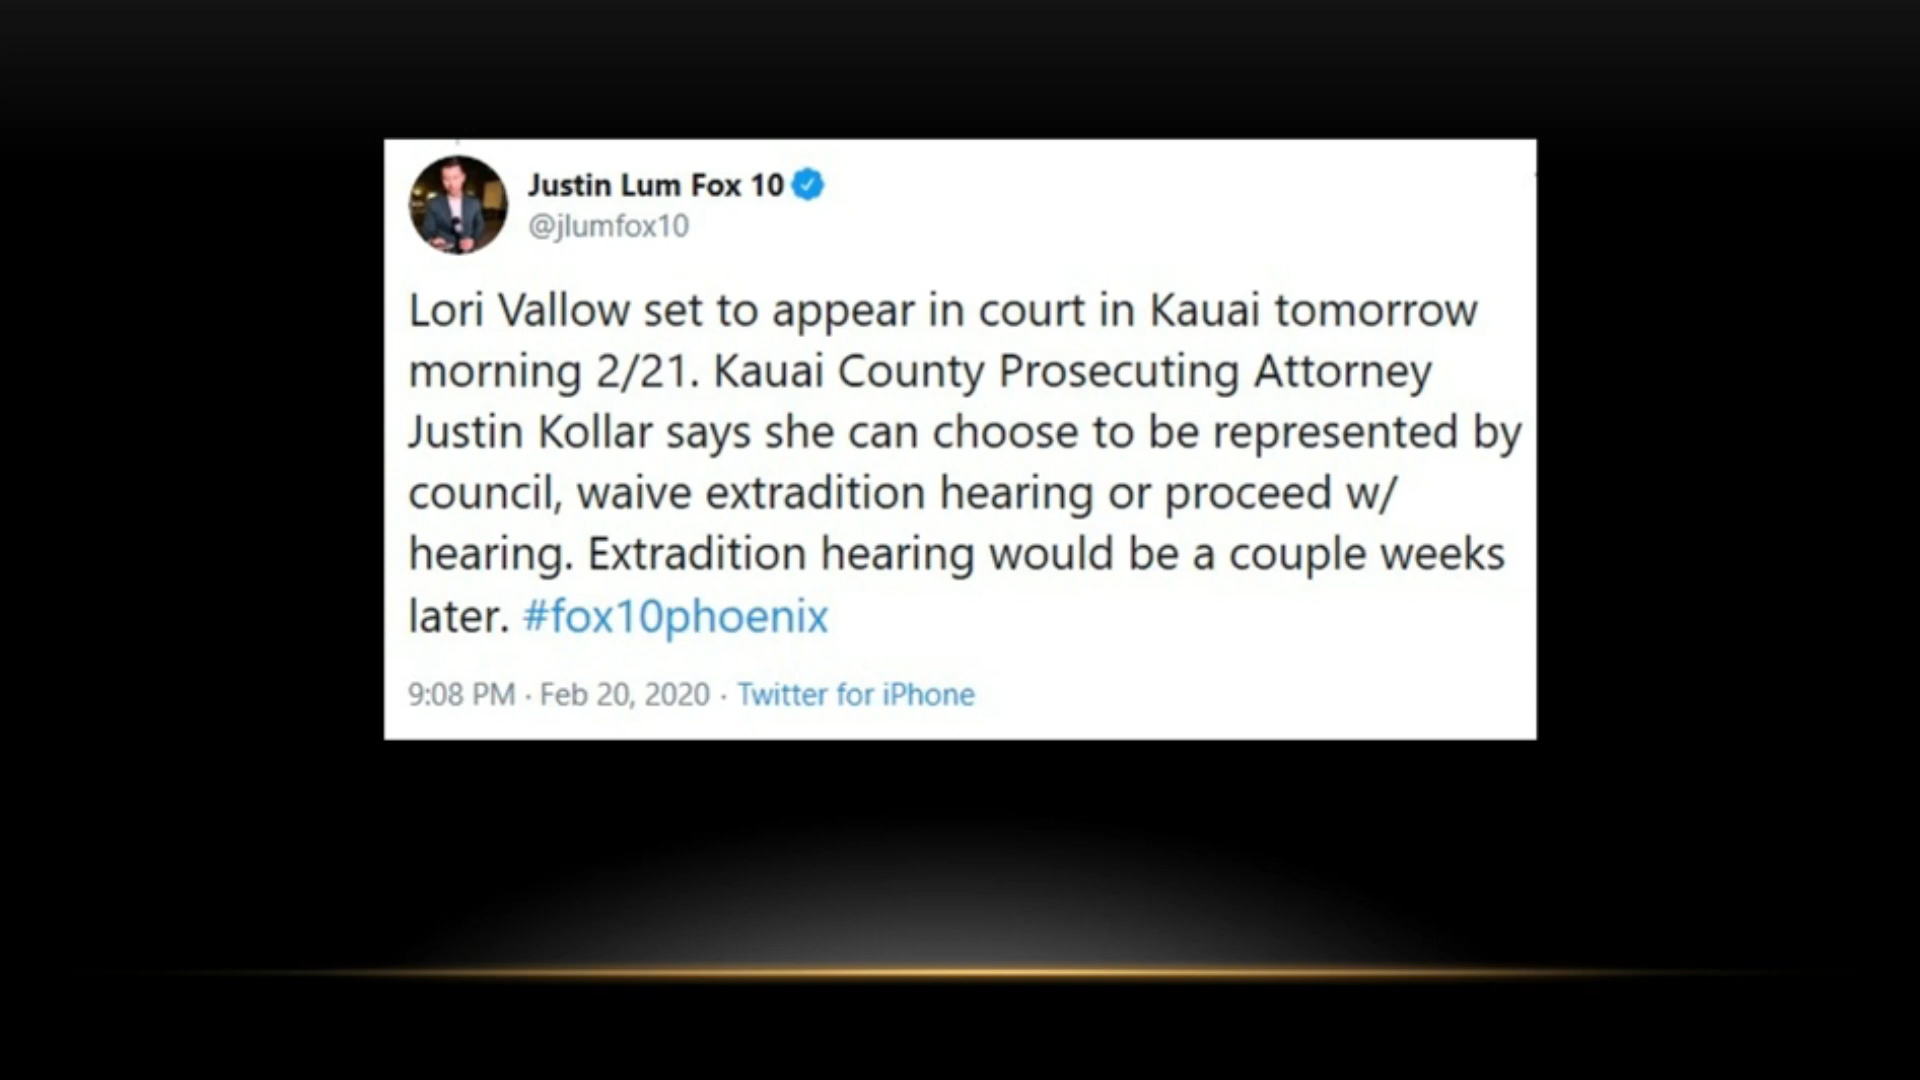 Justin Lum Fox 10
@jlumfox10
Lori Vallow set to appear in court in Kauai tomorrow
morning 2/21. Kauai County Prosecuting Attorney
Justin Kollar says she can choose to be represented by
council, waive extradition hearing or proceed w/
hearing. Extradition hearing would be a couple weeks
later. #fox10phoenix
9:08 PM · Feb 20, 2020 · Twitter for iPhone